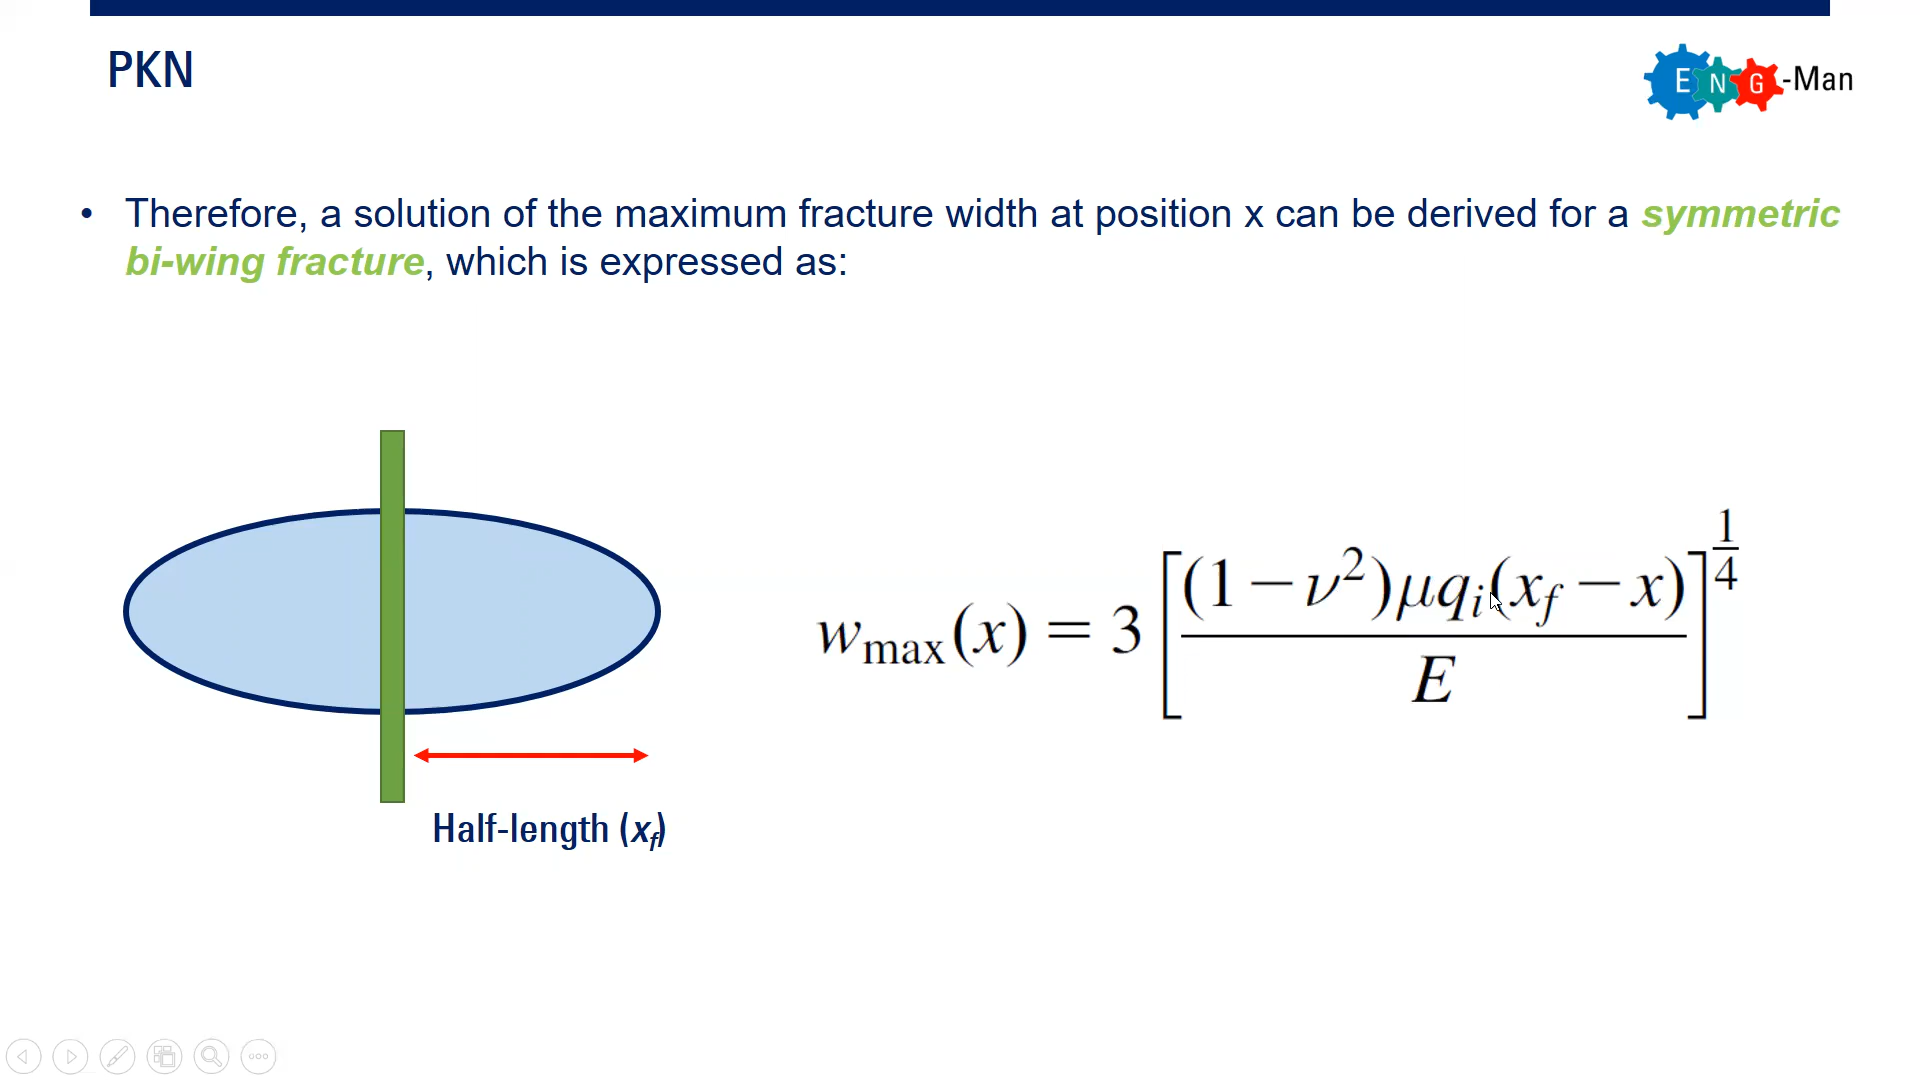 PKN
ENG-Man
• Therefore, a solution of the maximum fracture width at position x can be derived for a symmetric
bi-wing fracture, which is expressed as:
w_max(x) = 3 [(1 − ν²)μq_i(x_f − x) / E]^(1/4)
Half-length (x_f)